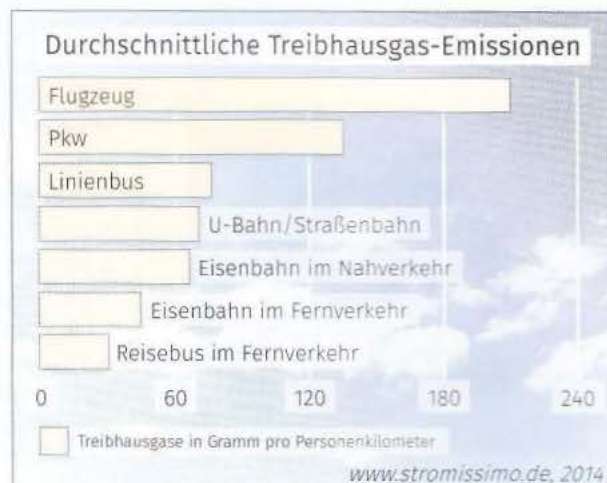 Durchschnittliche Treibhausgas-Emissionen
Flugzeug
Pkw
Linienbus
U-Bahn/Straßenbahn
Eisenbahn im Nahverkehr
Eisenbahn im Fernverkehr
Reisebus im Fernverkehr
0 60 120 180 240
Treibhausgase in Gramm pro Personenkilometer
www.stromissimo.de, 2014